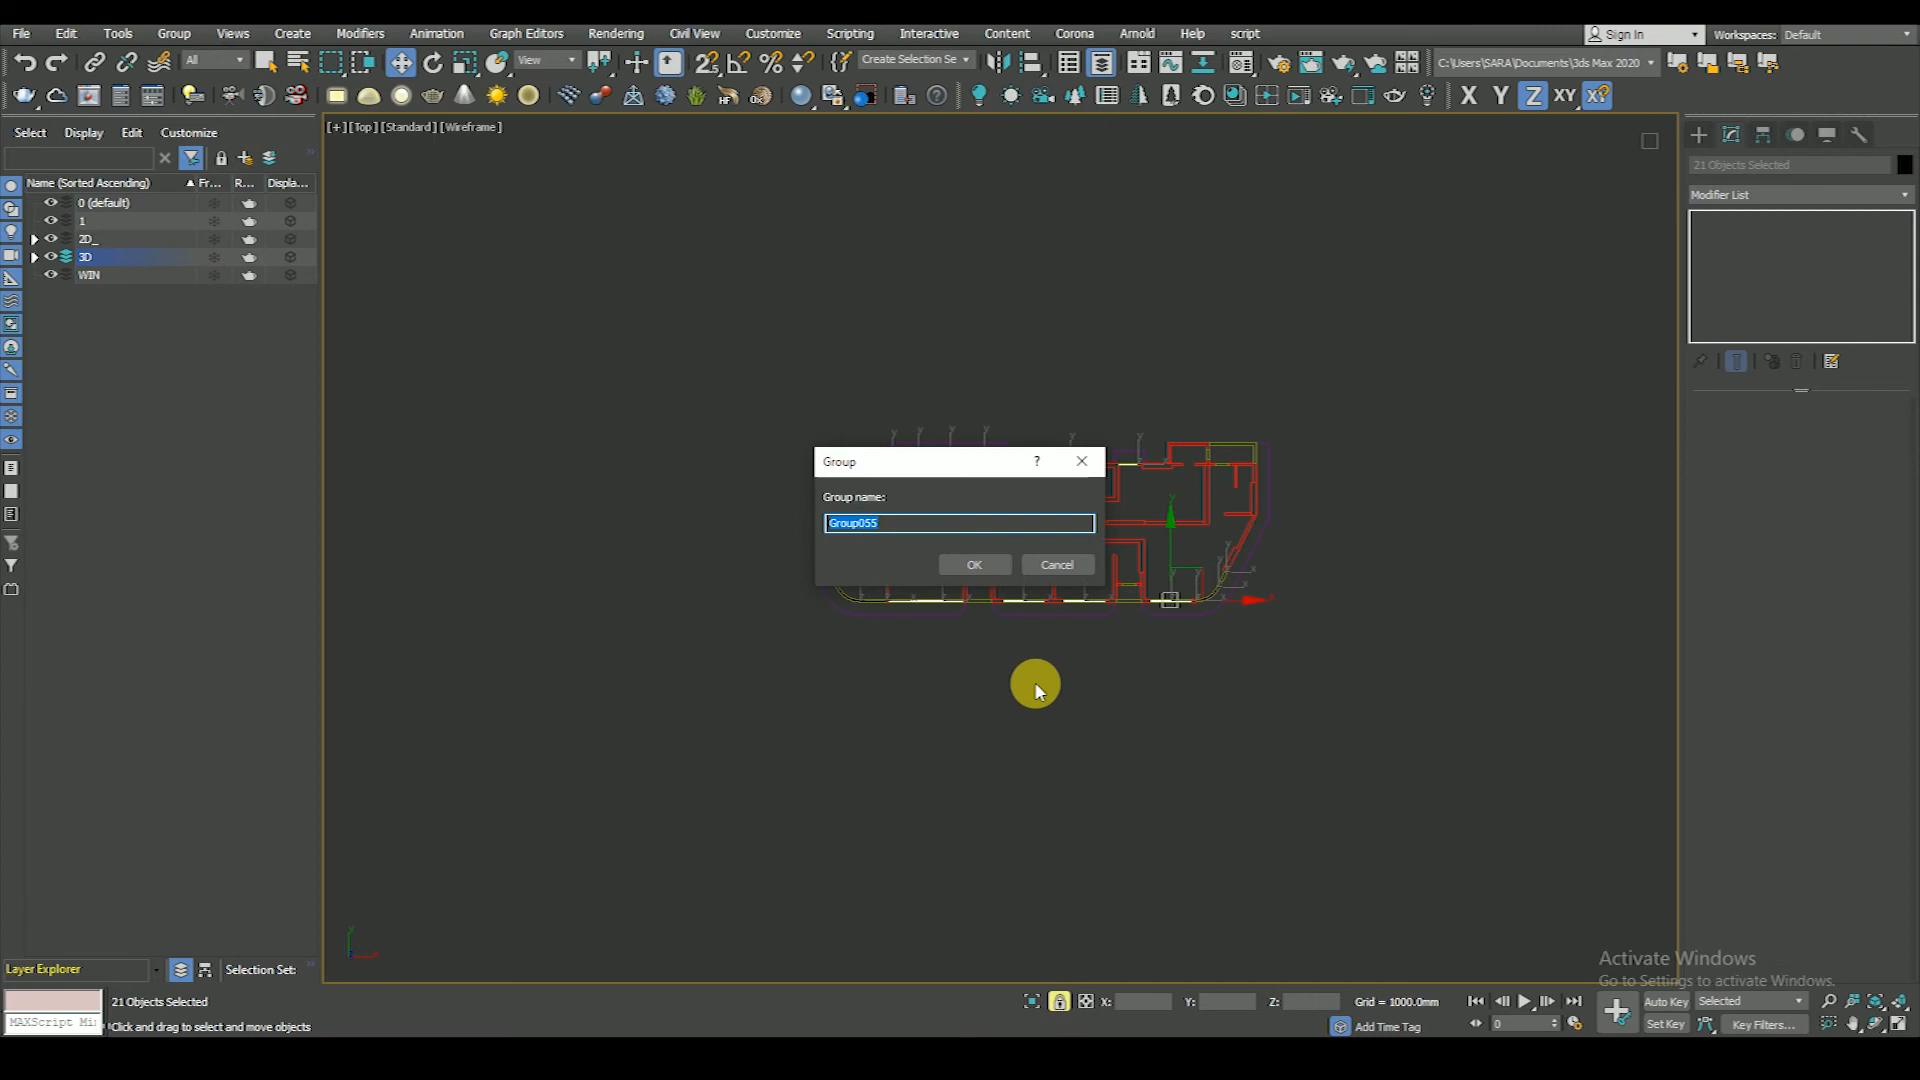 File Edit Tools Group Views Create Modifiers Animation Graph Editors Rendering Civil View Customize Scripting Interactive Content Corona Arnold Help script Sign In Workspaces: Default
All View Create Selection Se C:\Users\SARA\Documents\3ds Max 2020
X Y Z XY XY
Select Display Edit Customize
[+] [Top] [Standard] [Wireframe]
21 Objects Selected
Name (Sorted Ascending) Fr... R... Displa...
Modifier List
0 (default)
1
2D_
3D
WIN
Group ?
Group name:
Group055
OK Cancel
Activate Windows
Go to Settings to activate Windows.
Layer Explorer Selection Set:
21 Objects Selected X: Y: Z: Grid = 1000.0mm Auto Key Selected
MAXScript Mi Click and drag to select and move objects Add Time Tag 0 Set Key Key Filters...